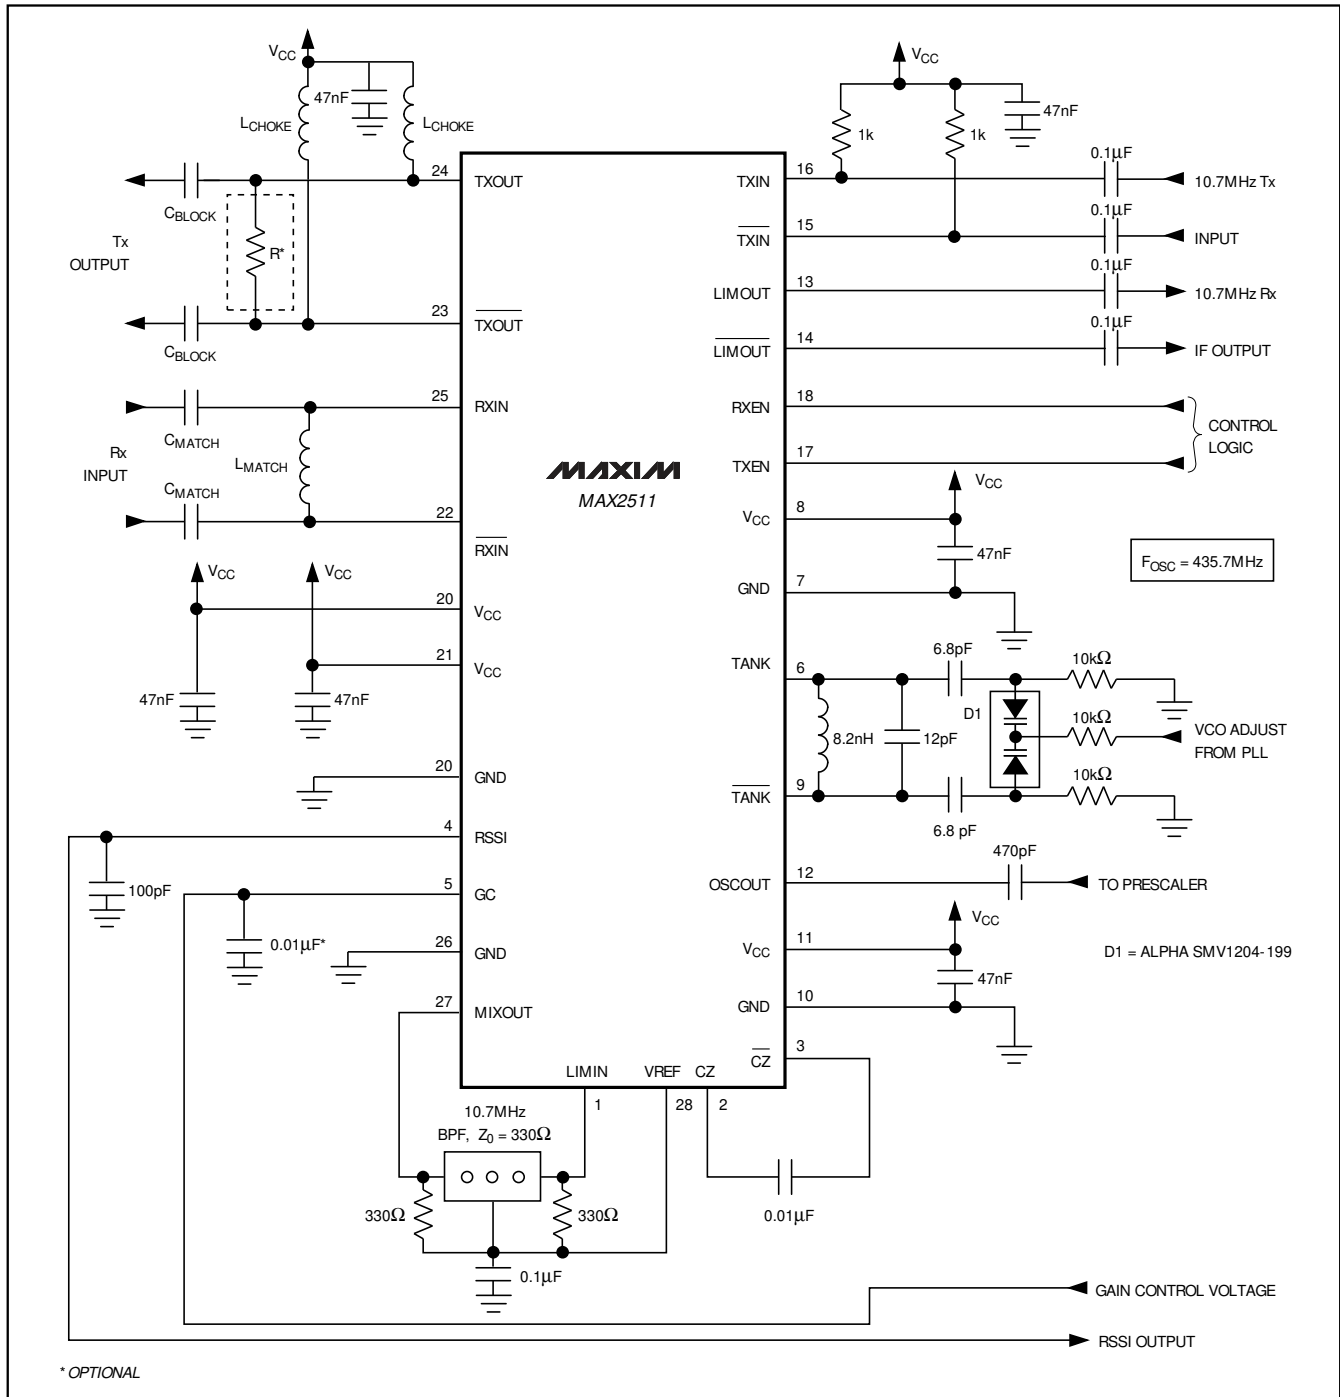 VCC
47nF
LCHOKE
LCHOKE
24
TXOUT
CBLOCK
Tx
OUTPUT
R*
23
TXOUT
CBLOCK
25
RXIN
CMATCH
Rx
INPUT
LMATCH
CMATCH
22
RXIN
VCC
VCC
20
VCC
21
VCC
47nF
47nF
20
GND
4
RSSI
100pF
5
GC
0.01µF*
26
GND
27
MIXOUT
MAXIM
MAX2511
VCC
1k
1k
47nF
16
TXIN
0.1µF
10.7MHz Tx
15
TXIN
0.1µF
INPUT
13
LIMOUT
0.1µF
10.7MHz Rx
14
LIMOUT
0.1µF
IF OUTPUT
18
RXEN
17
TXEN
CONTROL
LOGIC
VCC
8
VCC
47nF
7
GND
FOSC = 435.7MHz
TANK
6
6.8pF
10kΩ
D1
8.2nH
12pF
10kΩ
VCO ADJUST
FROM PLL
TANK
9
6.8 pF
10kΩ
470pF
OSCOUT
12
TO PRESCALER
VCC
11
VCC
47nF
D1 = ALPHA SMV1204-199
10
GND
3
CZ
LIMIN
VREF
CZ
1
28
2
10.7MHz
BPF, Z0 = 330Ω
330Ω
330Ω
0.1µF
0.01µF
GAIN CONTROL VOLTAGE
RSSI OUTPUT
* OPTIONAL